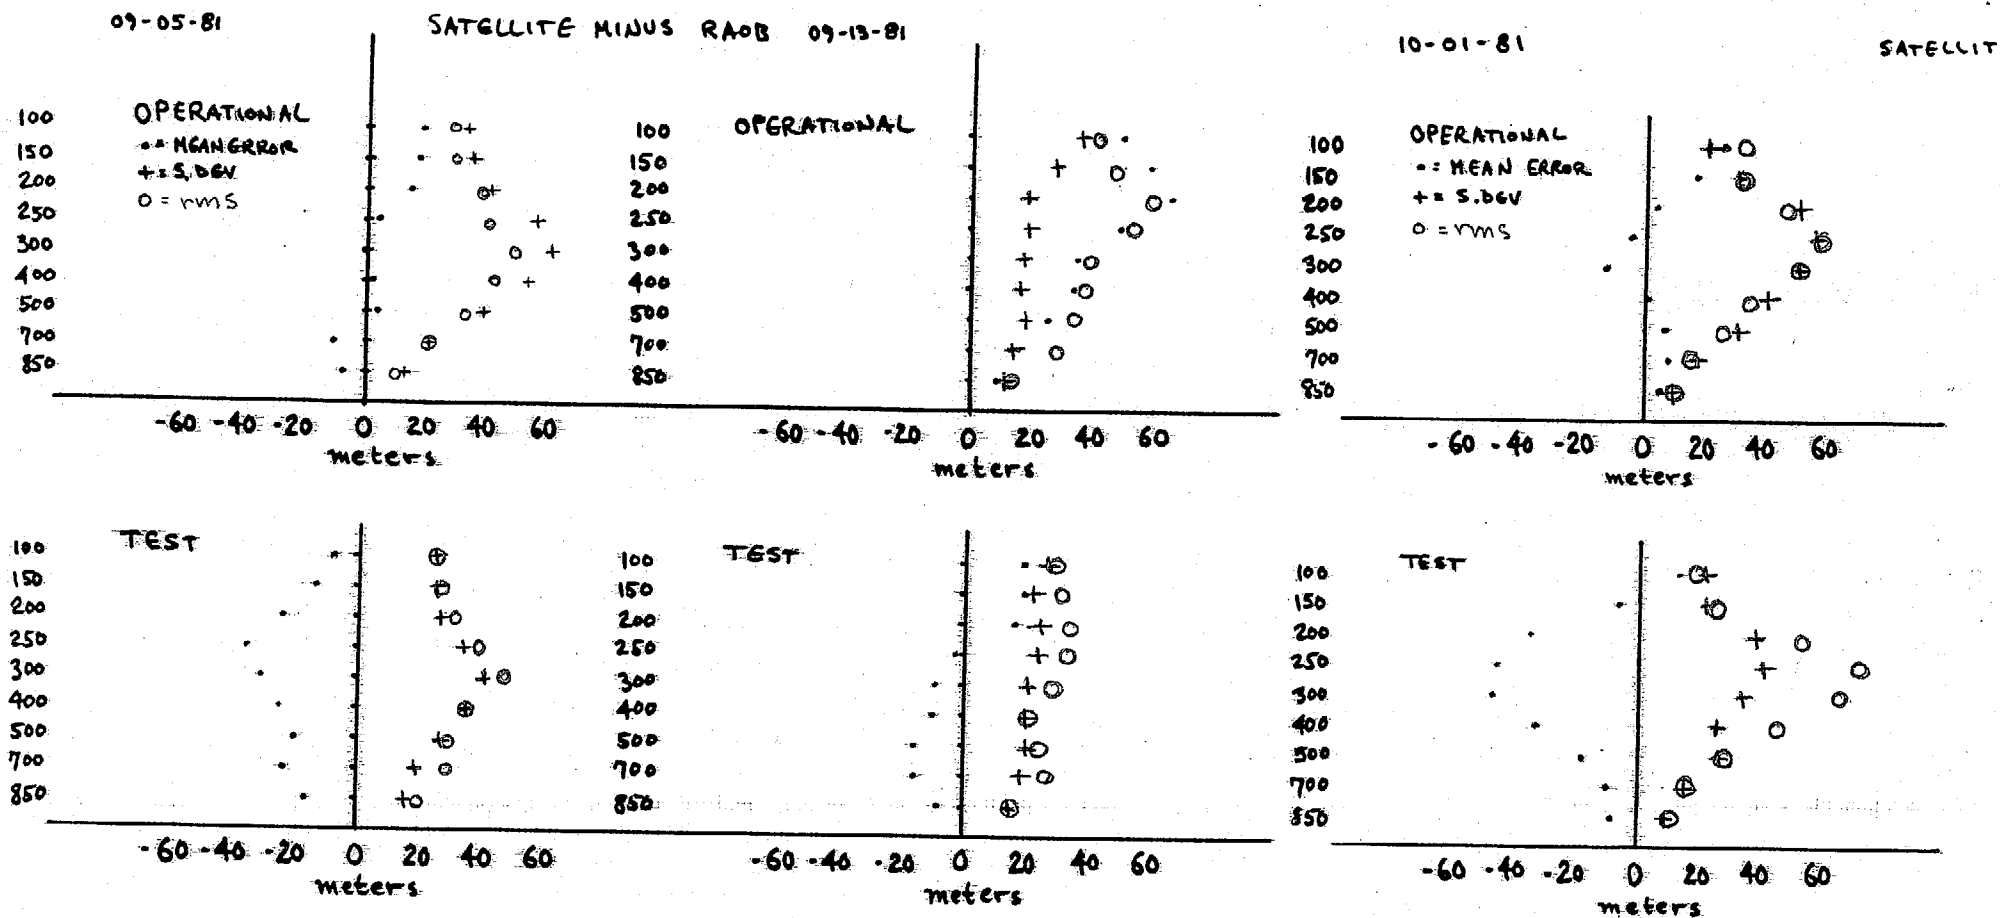 09-05-81 SATELLITE MINUS RAOB 09-13-81
10-01-81 SATELLIT
OPERATIONAL
• = MEAN ERROR
+ = S.DEV
O = rms
100
150
200
250
300
400
500
700
850
-60 -40 -20 0 20 40 60
meters
OPERATIONAL
100
150
200
250
300
400
500
700
850
-60 -40 -20 0 20 40 60
meters
OPERATIONAL
• = MEAN ERROR
+ = S.DEV
O = rms
100
150
200
250
300
400
500
700
850
-60 -40 -20 0 20 40 60
meters
TEST
100
150
200
250
300
400
500
700
850
-60 -40 -20 0 20 40 60
meters
TEST
100
150
200
250
300
400
500
700
850
-60 -40 -20 0 20 40 60
meters
TEST
100
150
200
250
300
400
500
700
850
-60 -40 -20 0 20 40 60
meters